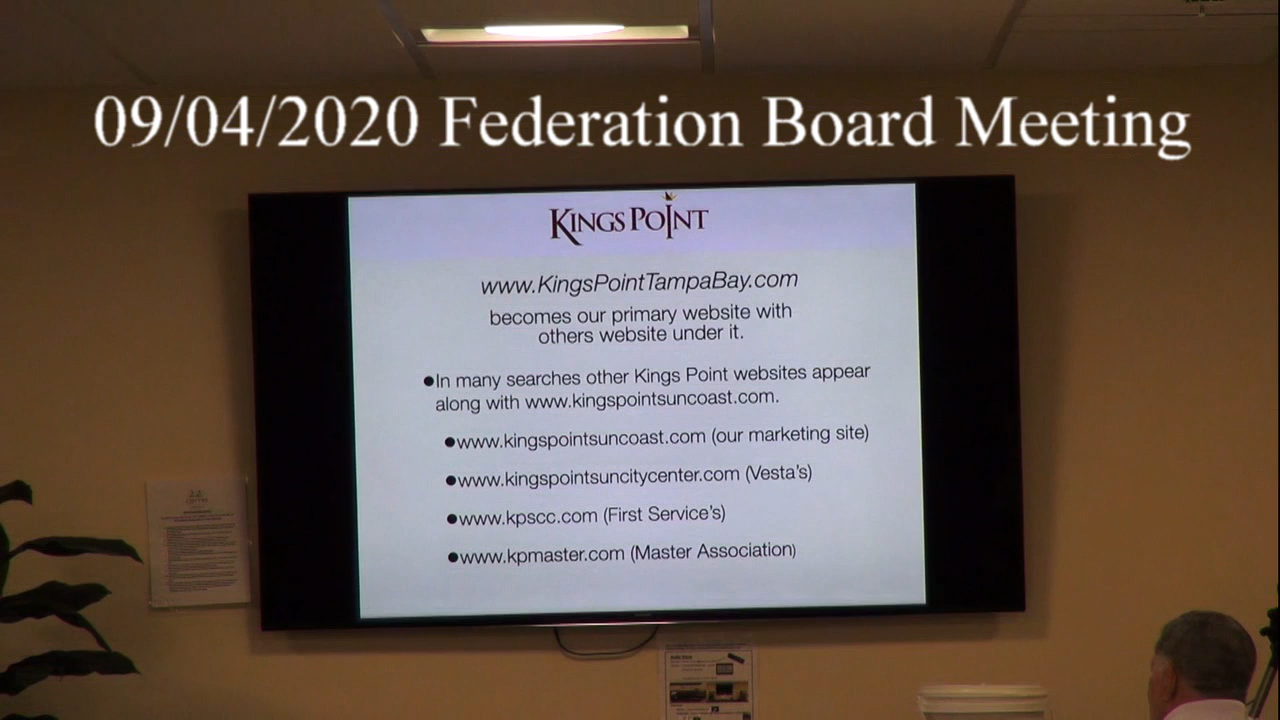 09/04/2020 Federation Board Meeting
KINGS POINT
www.KingsPointTampaBay.com
becomes our primary website with
others website under it.
●In many searches other Kings Point websites appear
along with www.kingspointsuncoast.com.
●www.kingspointsuncoast.com (our marketing site)
●www.kingspointsuncitycenter.com (Vesta's)
●www.kpscc.com (First Service's)
●www.kpmaster.com (Master Association)